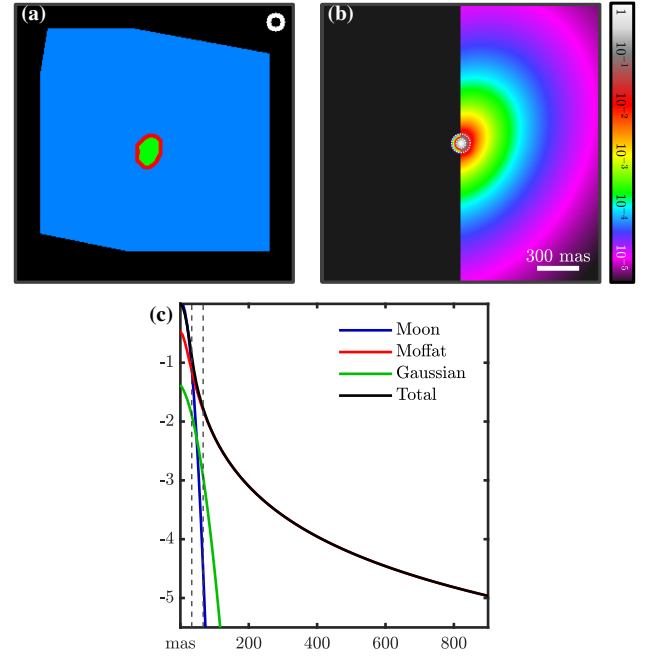 (a)
(b)
300 mas
1
10⁻¹
10⁻²
10⁻³
10⁻⁴
10⁻⁵
(c)
Moon
Moffat
Gaussian
Total
-1
-2
-3
-4
-5
mas 200 400 600 800